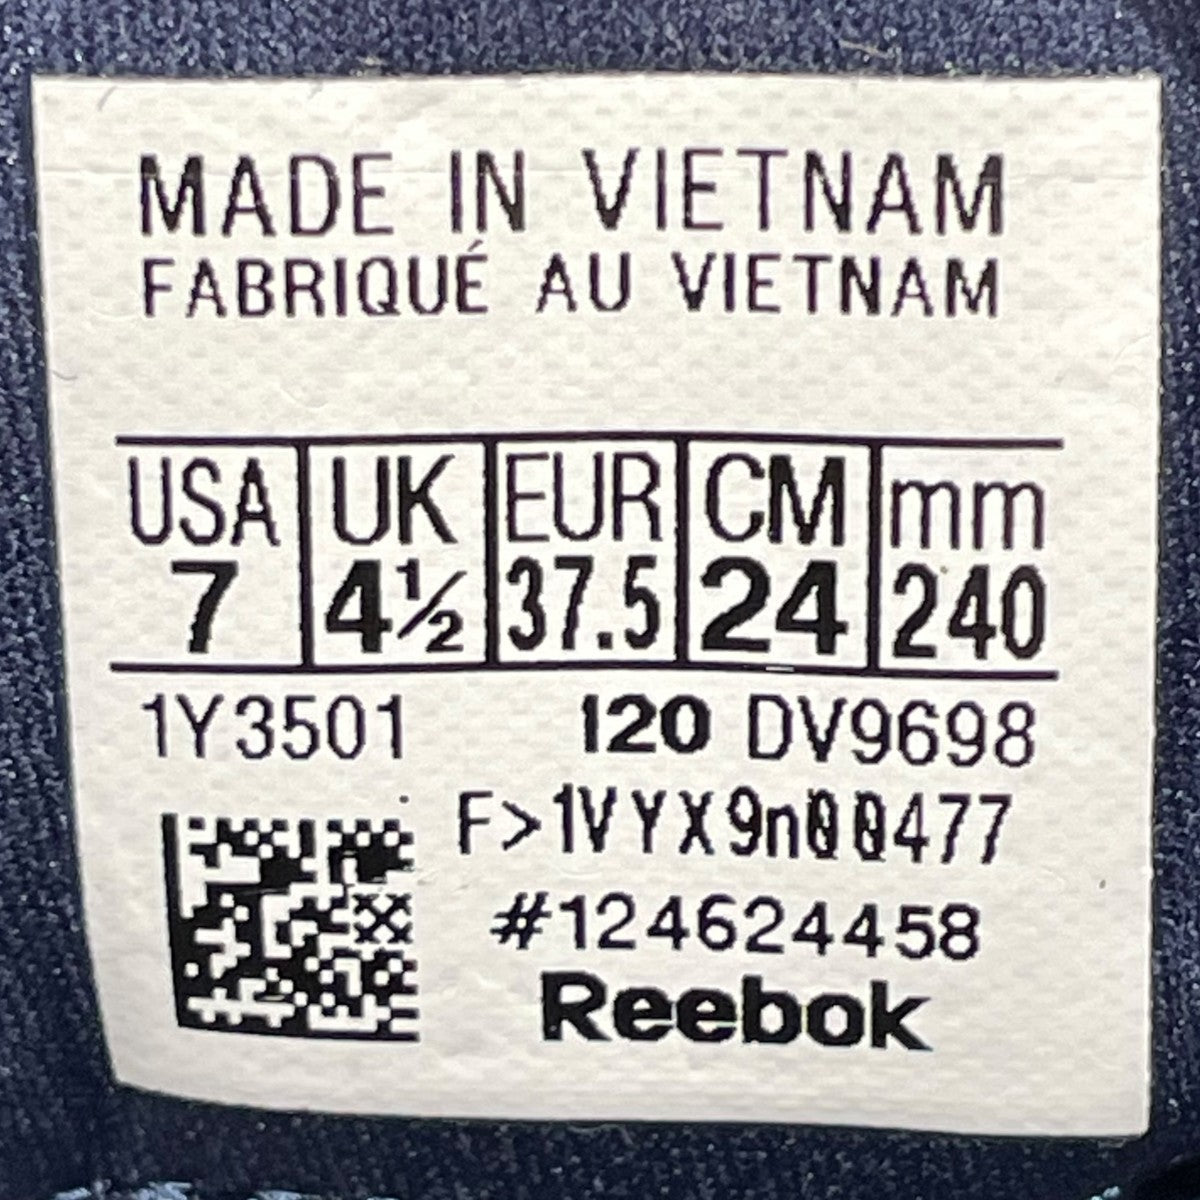 MADE IN VIETNAM
FABRIQUÉ AU VIETNAM
USA UK EUR CM mm
7 4½ 37.5 24 240
1Y3501 I20 DV9698
F>1VYX9n00477
#124624458
Reebok